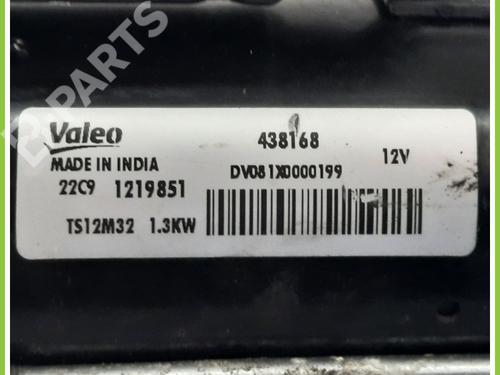 B PARTS
Valeo
438168
12V
MADE IN INDIA
DV081X0000199
22C9 1219851
TS12M32 1.3KW